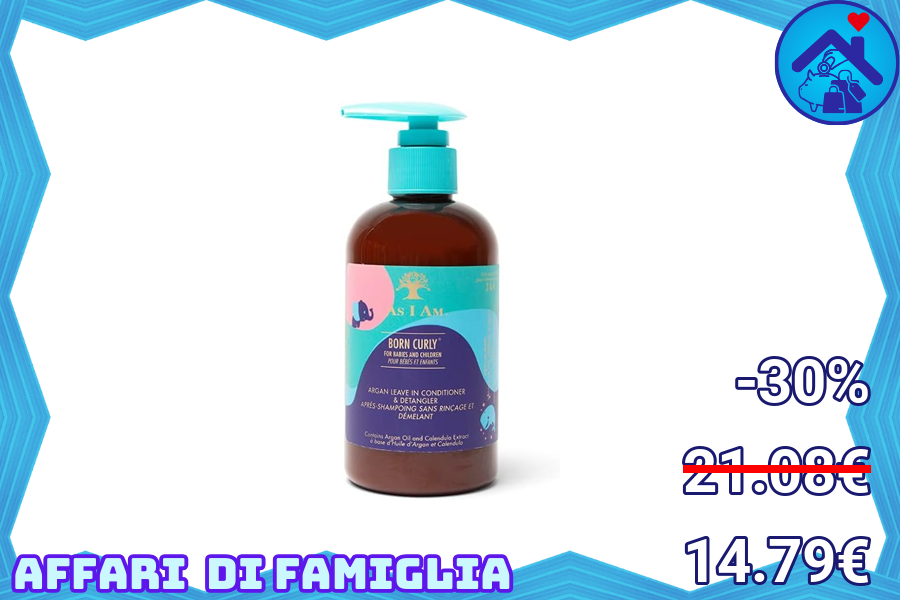 AS I AM.
BORN CURLY
FOR BABIES AND CHILDREN
POUR BÉBÉS ET ENFANTS
ARGAN LEAVE IN CONDITIONER
& DETANGLER
APRÈS-SHAMPOING SANS RINÇAGE ET
DÉMELANT
Contains Argan Oil and Calendula Extract
à base d'Huile d'Argan et Calendula
-30%
21.08€
14.79€
AFFARI DI FAMIGLIA